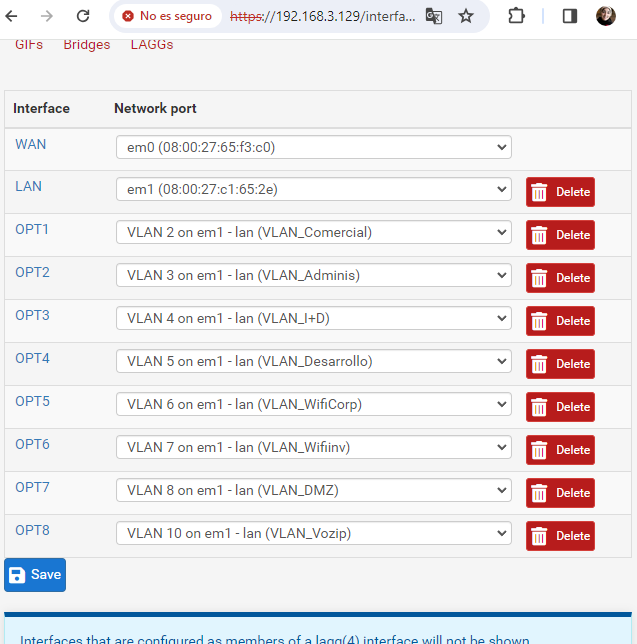 No es seguro https://192.168.3.129/interfa...
GIFs Bridges LAGGs
Interface Network port
WAN em0 (08:00:27:65:f3:c0)
LAN em1 (08:00:27:c1:65:2e) Delete
OPT1 VLAN 2 on em1 - lan (VLAN_Comercial) Delete
OPT2 VLAN 3 on em1 - lan (VLAN_Adminis) Delete
OPT3 VLAN 4 on em1 - lan (VLAN_I+D) Delete
OPT4 VLAN 5 on em1 - lan (VLAN_Desarrollo) Delete
OPT5 VLAN 6 on em1 - lan (VLAN_WifiCorp) Delete
OPT6 VLAN 7 on em1 - lan (VLAN_Wifiinv) Delete
OPT7 VLAN 8 on em1 - lan (VLAN_DMZ) Delete
OPT8 VLAN 10 on em1 - lan (VLAN_Vozip) Delete
Save
Interfaces that are configured as members of a lagg(4) interface will not be shown